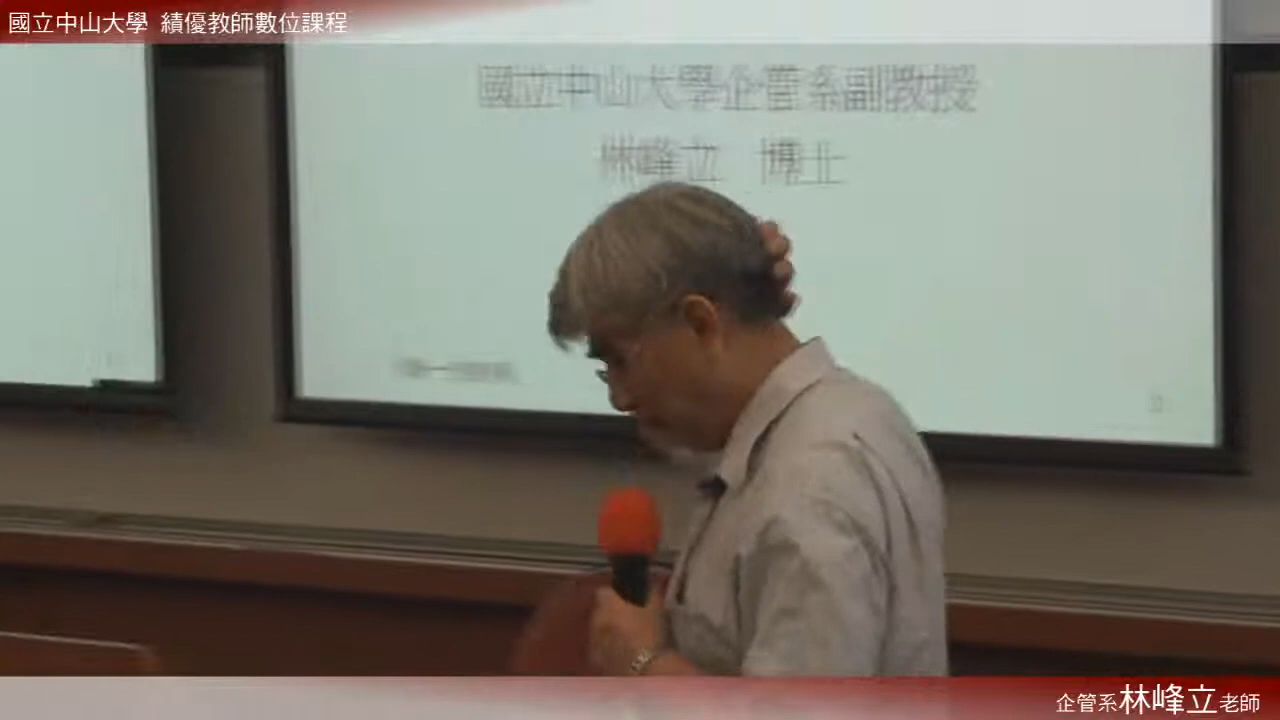 國立中山大學 績優教師數位課程
國立中山大學企管系副教授
林峰立 博士
企管系林峰立老師